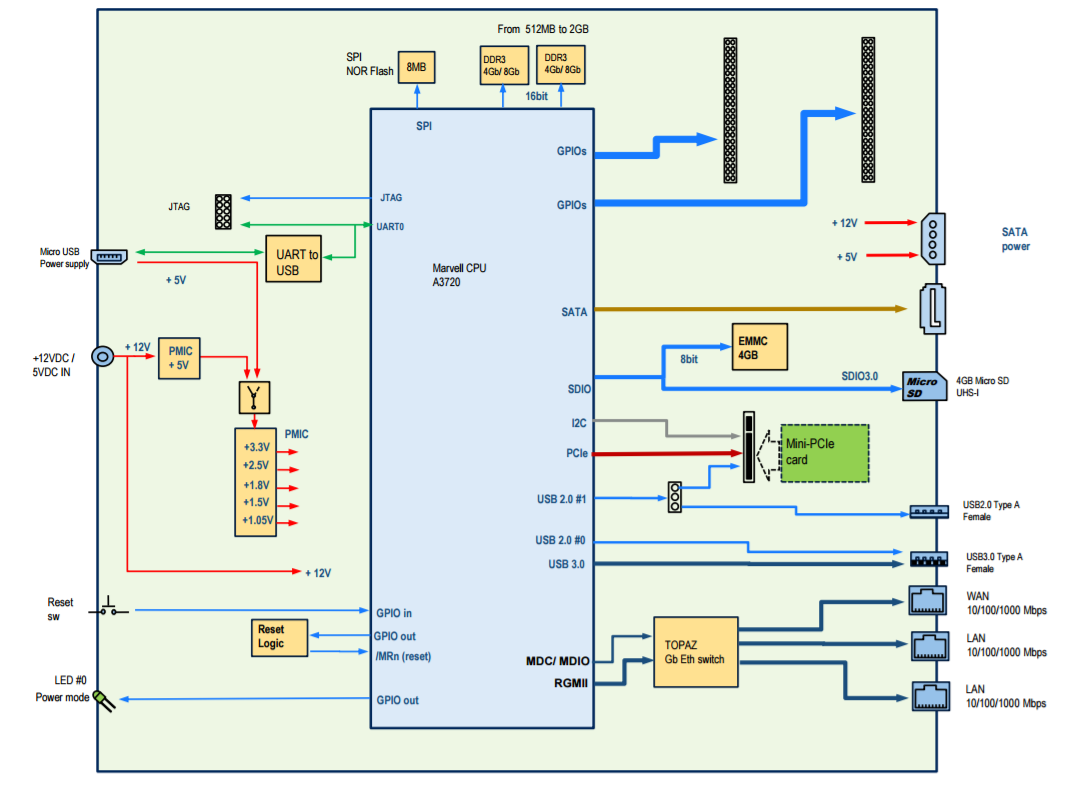 From 512MB to 2GB
SPI
NOR Flash
8MB
DDR3
4Gb/ 8Gb
DDR3
4Gb/ 8Gb
16bit
SPI
GPIOs
GPIOs
JTAG
JTAG
UART0
Micro USB
Power supply
UART to
USB
+ 5V
Marvell CPU
A3720
+ 12V
+ 5V
SATA
power
SATA
+12VDC /
5VDC IN
+ 12V
PMIC
+ 5V
8bit
EMMC
4GB
SDIO
SDIO3.0
Micro
SD
4GB Micro SD
UHS-I
I2C
PCIe
Mini-PCIe
card
PMIC
+3.3V
+2.5V
+1.8V
+1.5V
+1.05V
+ 12V
USB 2.0 #1
USB2.0 Type A
Female
USB 2.0 #0
USB 3.0
USB3.0 Type A
Female
Reset
sw
GPIO in
Reset
Logic
GPIO out
/MRn (reset)
LED #0
Power mode
GPIO out
MDC/ MDIO
RGMII
TOPAZ
Gb Eth switch
WAN
10/100/1000 Mbps
LAN
10/100/1000 Mbps
LAN
10/100/1000 Mbps